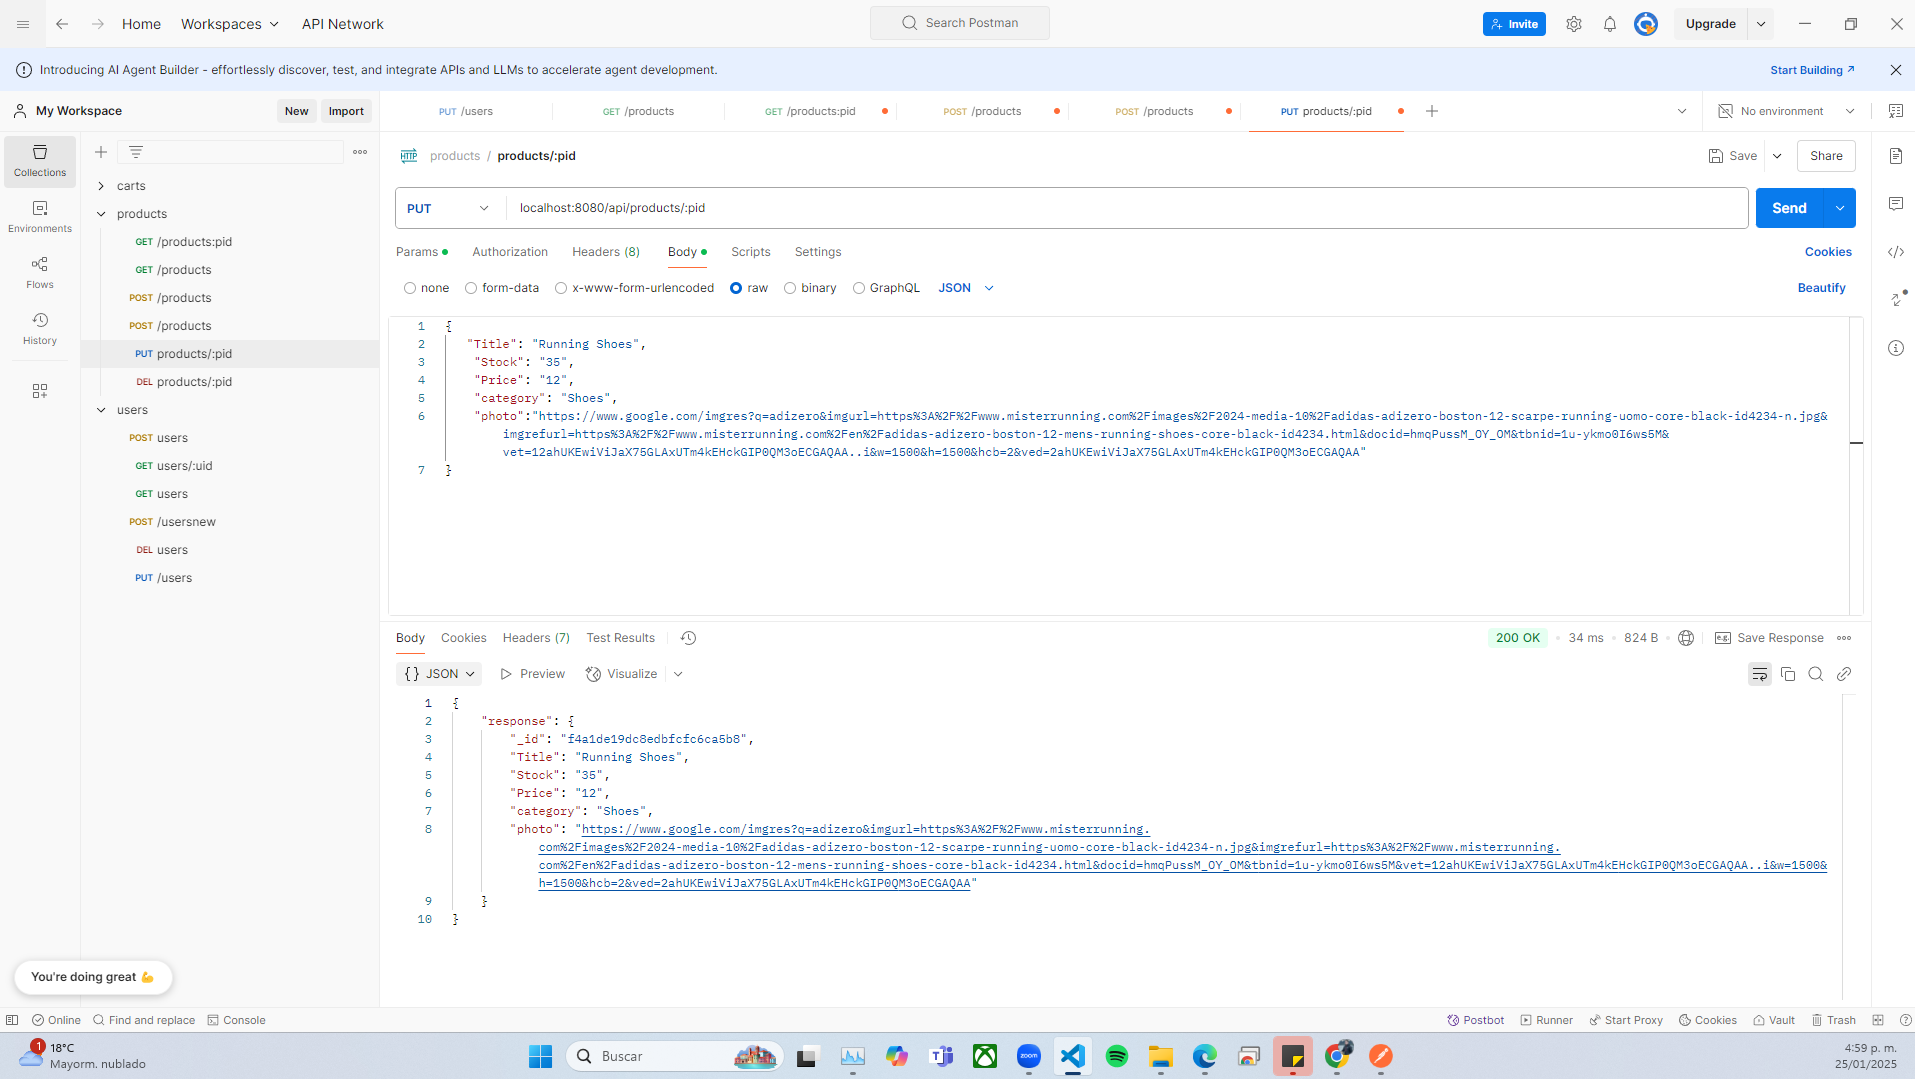 Home
Workspaces
API Network
Search Postman
Invite
Upgrade
Introducing AI Agent Builder - effortlessly discover, test, and integrate APIs and LLMs to accelerate agent development.
Start Building
My Workspace
New
Import
PUT /users
GET /products
GET /products:pid
POST /products
POST /products
PUT products/:pid
No environment
Collections
Environments
Flows
History
carts
products
GET /products:pid
GET /products
POST /products
POST /products
PUT products/:pid
DEL products/:pid
users
POST users
GET users/:uid
GET users
POST /usersnew
DEL users
PUT /users
HTTP
products / products/:pid
Save
Share
PUT
localhost:8080/api/products/:pid
Send
Params
Authorization
Headers (8)
Body
Scripts
Settings
Cookies
none
form-data
x-www-form-urlencoded
raw
binary
GraphQL
JSON
Beautify
1 {
2 "Title": "Running Shoes",
3 "Stock": "35",
4 "Price": "12",
5 "category": "Shoes",
6 "photo":"https://www.google.com/imgres?q=adizero&imgurl=https%3A%2F%2Fwww.misterrunning.com%2Fimages%2F2024-media-10%2Fadidas-adizero-boston-12-scarpe-running-uomo-core-black-id4234-n.jpg&
imgrefurl=https%3A%2F%2Fwww.misterrunning.com%2Fen%2Fadidas-adizero-boston-12-mens-running-shoes-core-black-id4234.html&docid=hmqPussM_OY_OM&tbnid=1u-ykmo0I6ws5M&
vet=12ahUKEwiViJaX75GLAxUTm4kEHckGIP0QM3oECGAQAA..i&w=1500&h=1500&hcb=2&ved=2ahUKEwiViJaX75GLAxUTm4kEHckGIP0QM3oECGAQAA"
7 }
Body
Cookies
Headers (7)
Test Results
200 OK
34 ms
824 B
e.g.
Save Response
{} JSON
Preview
Visualize
1 {
2 "response": {
3 "_id": "f4a1de19dc8edbfcfc6ca5b8",
4 "Title": "Running Shoes",
5 "Stock": "35",
6 "Price": "12",
7 "category": "Shoes",
8 "photo": "https://www.google.com/imgres?q=adizero&imgurl=https%3A%2F%2Fwww.misterrunning.
com%2Fimages%2F2024-media-10%2Fadidas-adizero-boston-12-scarpe-running-uomo-core-black-id4234-n.jpg&imgrefurl=https%3A%2F%2Fwww.misterrunning.
com%2Fen%2Fadidas-adizero-boston-12-mens-running-shoes-core-black-id4234.html&docid=hmqPussM_OY_OM&tbnid=1u-ykmo0I6ws5M&vet=12ahUKEwiViJaX75GLAxUTm4kEHckGIP0QM3oECGAQAA..i&w=1500&
h=1500&hcb=2&ved=2ahUKEwiViJaX75GLAxUTm4kEHckGIP0QM3oECGAQAA"
9 }
10 }
You're doing great 💪
Online
Find and replace
Console
Postbot
Runner
Start Proxy
Cookies
Vault
Trash
1
18°C
Mayorm. nublado
Buscar
zoom
4:59 p. m.
25/01/2025